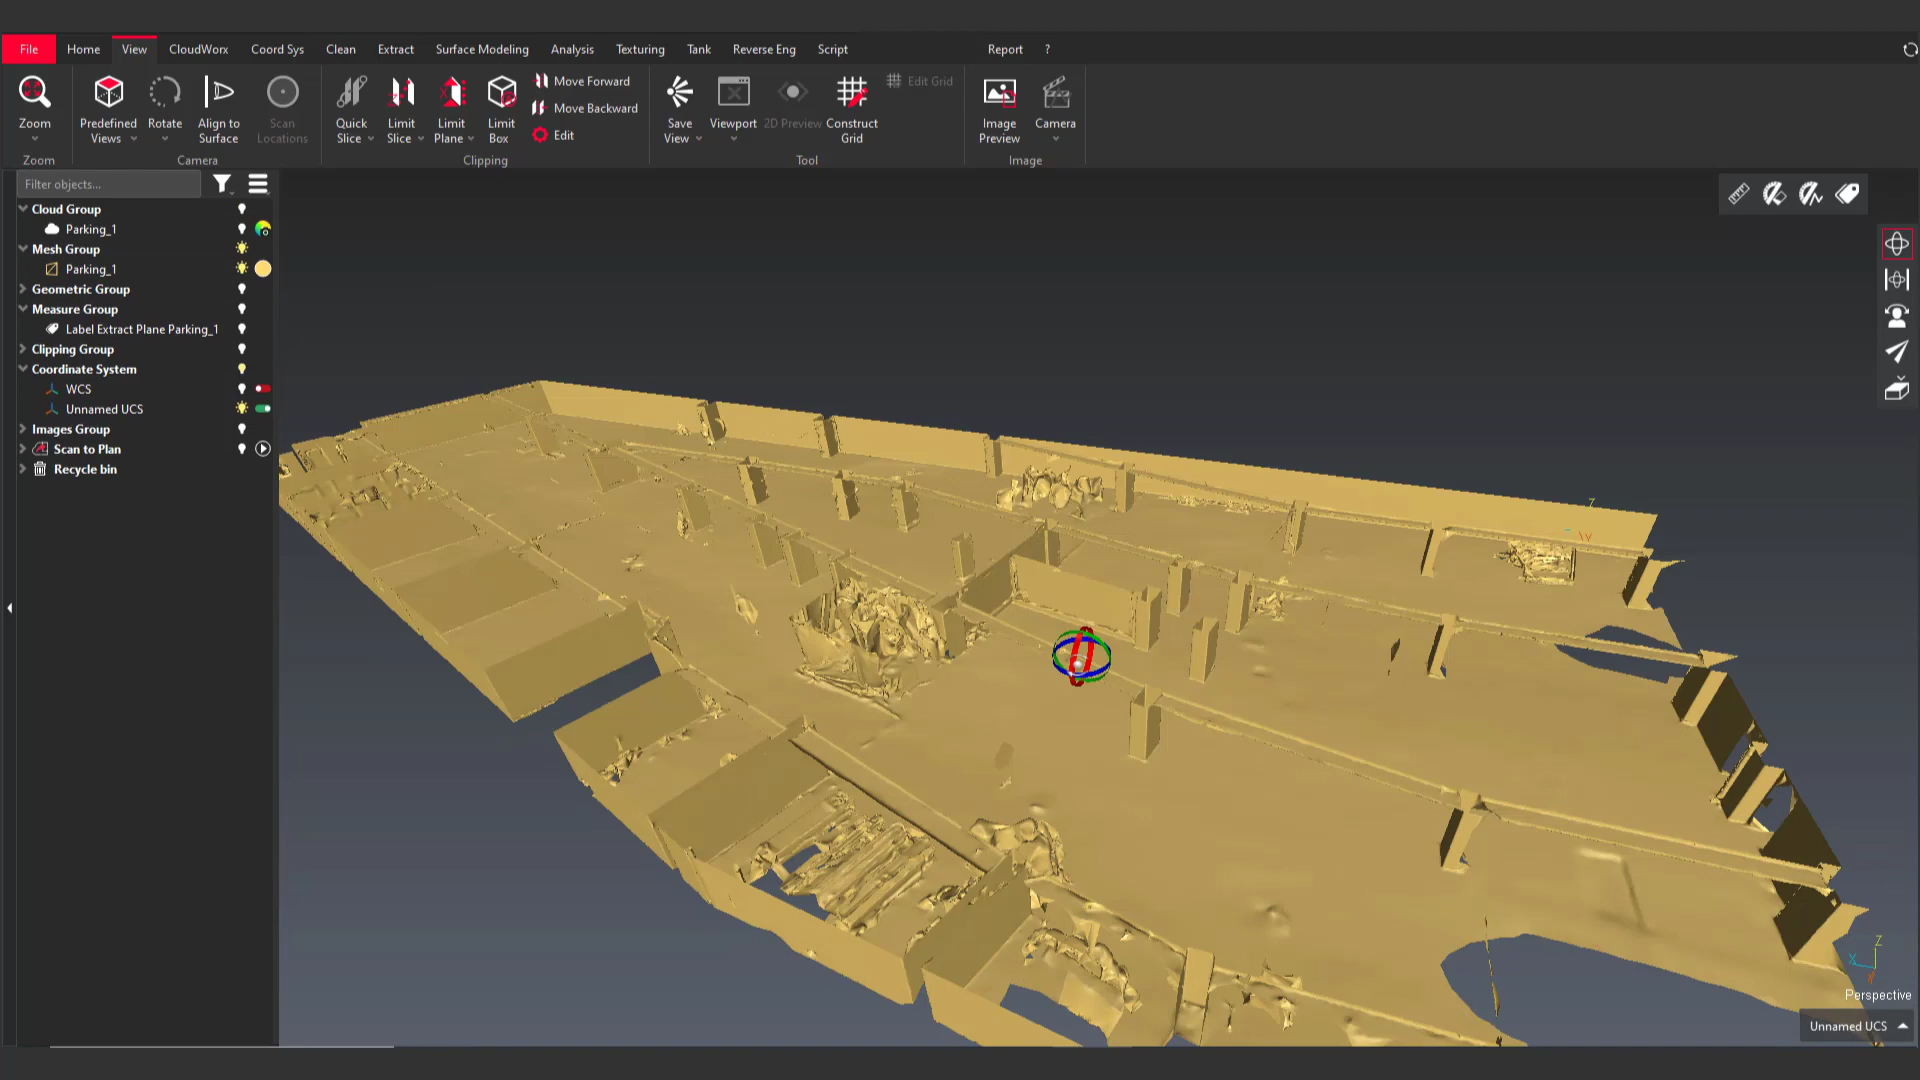 File Home View CloudWorx Coord Sys Clean Extract Surface Modeling Analysis Texturing Tank Reverse Eng Script Report ?
Zoom
Predefined Views
Rotate
Align to Surface
Scan Locations
Quick Slice
Limit Slice
Limit Plane
Limit Box
Move Forward
Move Backward
Edit
Save View
Viewport
2D Preview
Construct Grid
Edit Grid
Image Preview
Camera
Zoom Camera Clipping Tool Image
Filter objects...
Cloud Group
Parking_1
Mesh Group
Parking_1
Geometric Group
Measure Group
Label Extract Plane Parking_1
Clipping Group
Coordinate System
WCS
Unnamed UCS
Images Group
Scan to Plan
Recycle bin
Z
Z
X
Perspective
Unnamed UCS